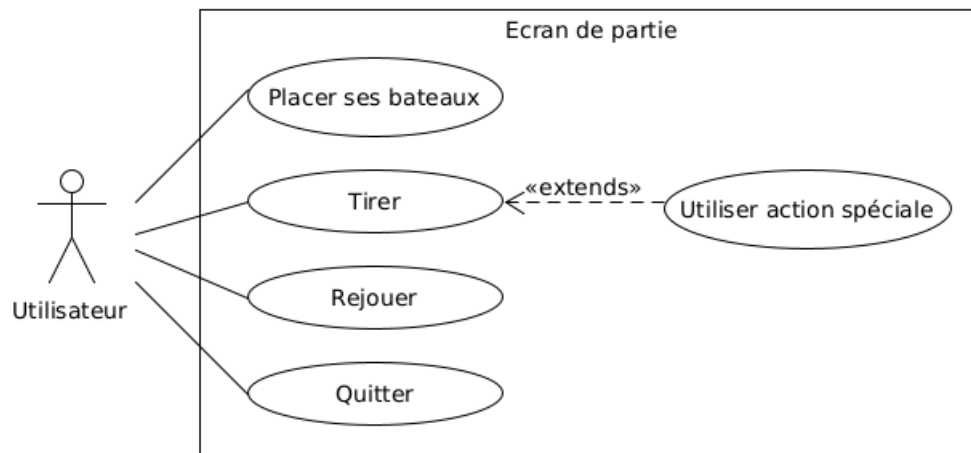 Ecran de partie
Placer ses bateaux
Tirer
«extends»
Utiliser action spéciale
Rejouer
Utilisateur
Quitter